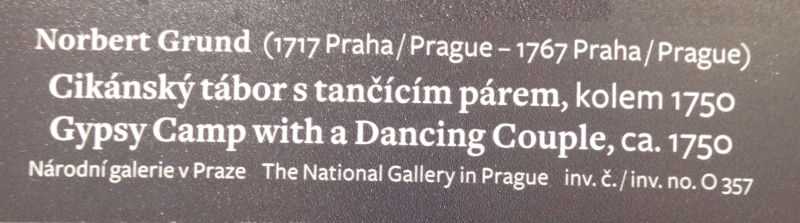 Norbert Grund (1717 Praha/Prague – 1767 Praha/Prague)
Cikánský tábor s tančícím párem, kolem 1750
Gypsy Camp with a Dancing Couple, ca. 1750
Národní galerie v Praze The National Gallery in Prague inv. č./inv. no. O 357